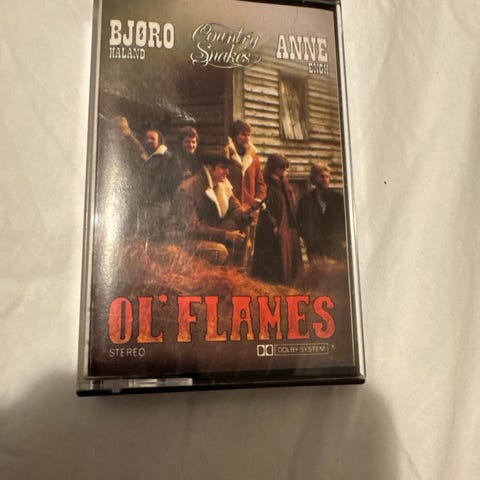 BJØRO
HALAND
Country
Snakes
ANNE
ENGH
OL' FLAMES
STEREO
DOLBY SYSTEM